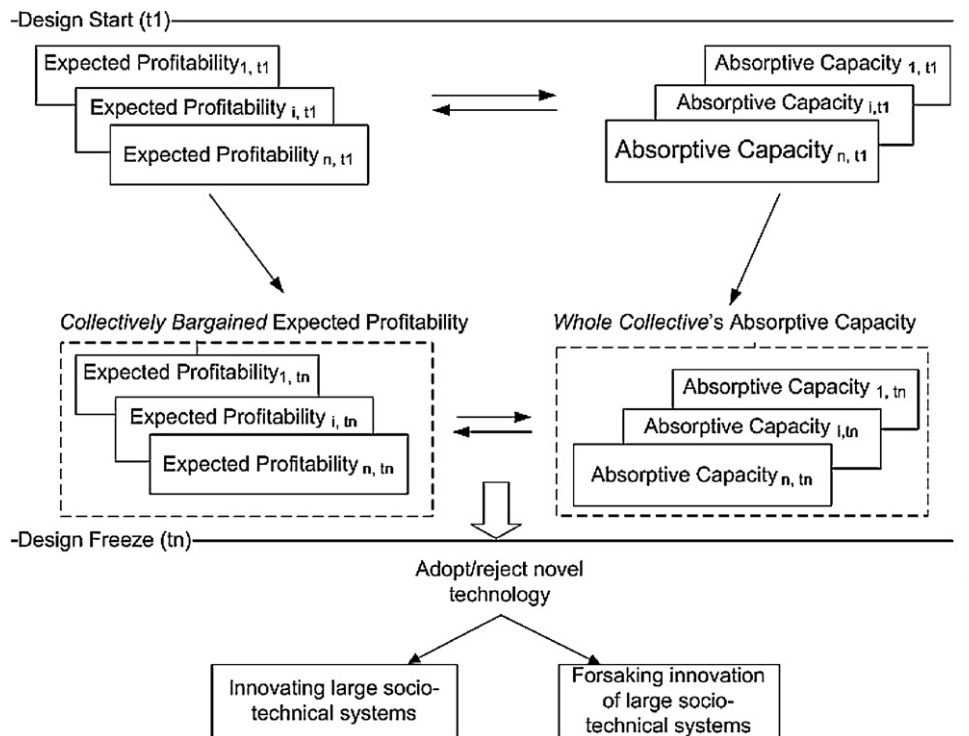 Design Start (t1)
Expected Profitability1, t1
Expected Profitability i, t1
Expected Profitability n, t1
Absorptive Capacity 1, t1
Absorptive Capacity i,t1
Absorptive Capacity n, t1
Collectively Bargained Expected Profitability
Expected Profitability1, tn
Expected Profitability i, tn
Expected Profitability n, tn
Whole Collective's Absorptive Capacity
Absorptive Capacity 1, tn
Absorptive Capacity i,tn
Absorptive Capacity n, tn
Design Freeze (tn)
Adopt/reject novel
technology
Innovating large socio-
technical systems
Forsaking innovation
of large socio-
technical systems